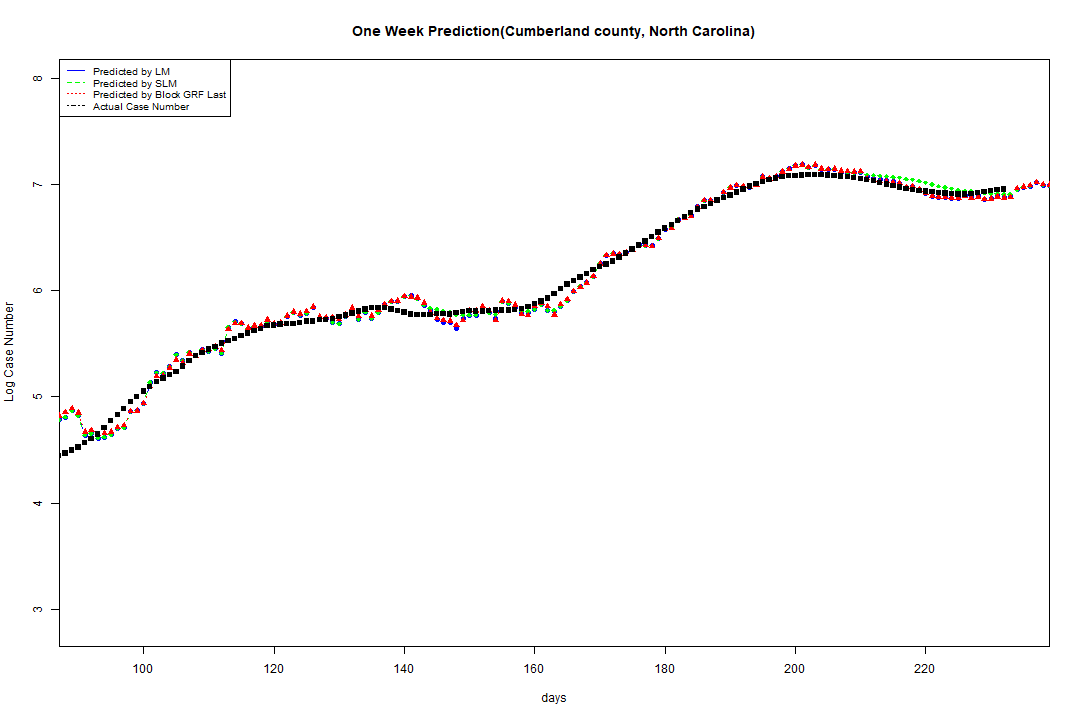 One Week Prediction(Cumberland county, North Carolina)
Predicted by LM
Predicted by SLM
Predicted by Block GRF Last
Actual Case Number
8
7
6
5
4
3
Log Case Number
100 120 140 160 180 200 220
days